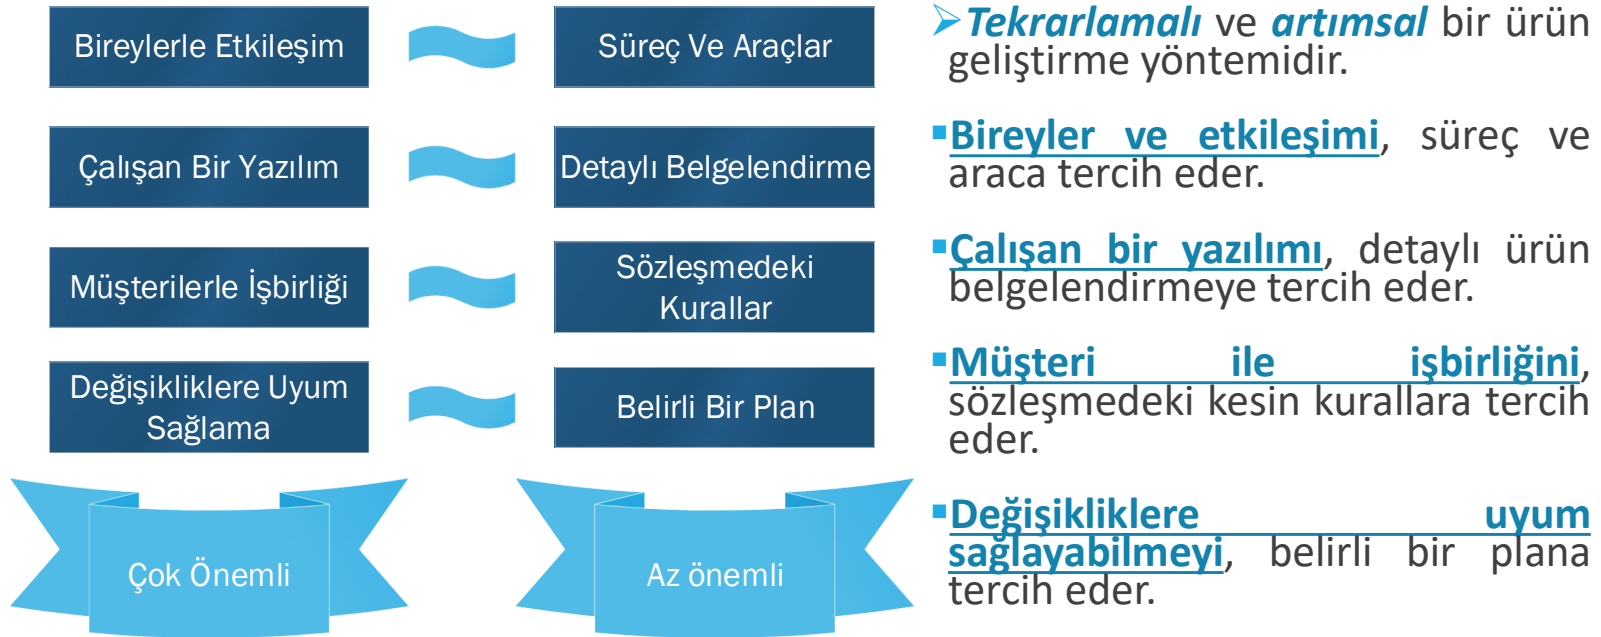 Bireylerle Etkileşim
Süreç Ve Araçlar
Çalışan Bir Yazılım
Detaylı Belgelendirme
Müşterilerle İşbirliği
Sözleşmedeki
Kurallar
Değişikliklere Uyum
Sağlama
Belirli Bir Plan
Çok Önemli
Az önemli
➢Tekrarlamalı ve artımsal bir ürün
geliştirme yöntemidir.
▪Bireyler ve etkileşimi, süreç ve
araca tercih eder.
▪Çalışan bir yazılımı, detaylı ürün
belgelendirmeye tercih eder.
▪Müşteri ile işbirliğini,
sözleşmedeki kesin kurallara tercih
eder.
▪Değişikliklere uyum
sağlayabilmeyi, belirli bir plana
tercih eder.